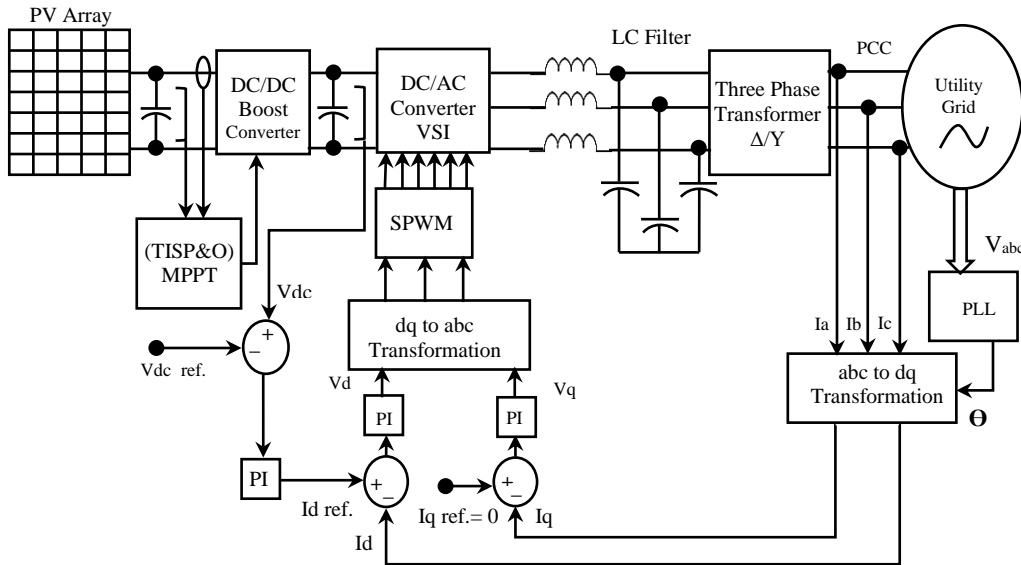 PV Array
LC Filter
PCC
DC/DC
Boost
Converter
DC/AC
Converter
VSI
Three Phase
Transformer
Δ/Y
Utility
Grid
(TISP&O)
MPPT
SPWM
Vabc
Vdc
dq to abc
Transformation
PLL
Ia
Ib
Ic
+
−
Vdc ref.
Vd
Vq
abc to dq
Transformation
Θ
PI
PI
PI
+
−
+
−
Id ref.
Iq ref.= 0
Iq
Id